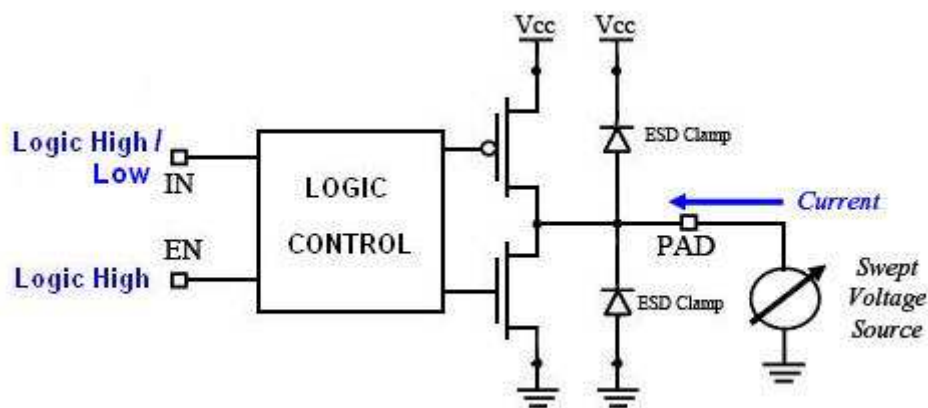 Vcc
Vcc
Logic High /
Low
IN
LOGIC
CONTROL
ESD Clamp
Current
EN
PAD
Logic High
ESD Clamp
Swept
Voltage
Source